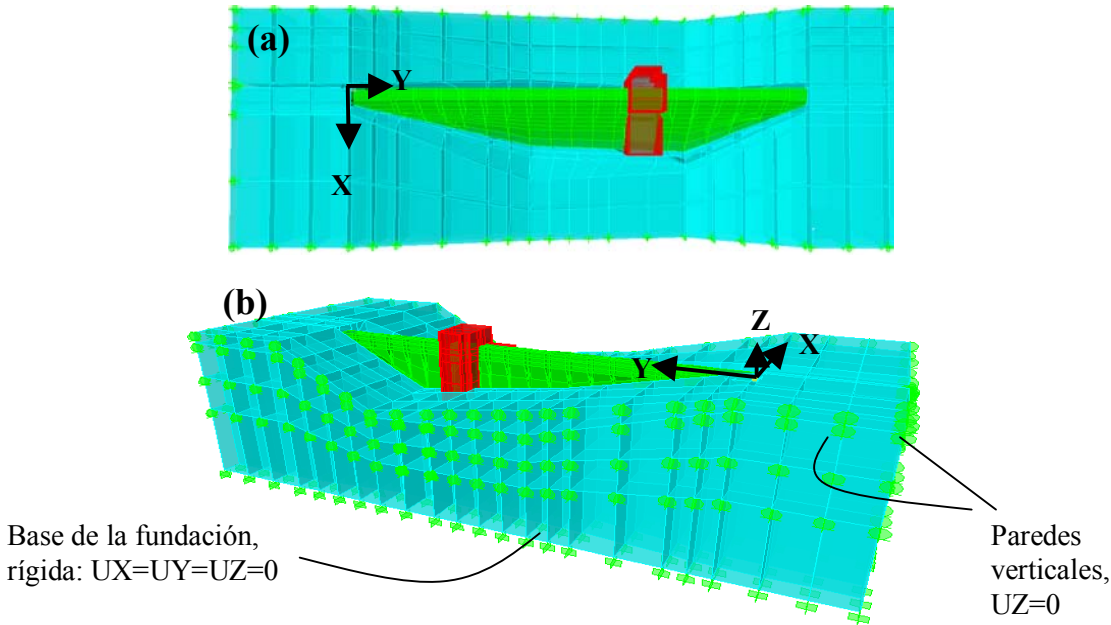 (a)
Y
X
(b)
Z
X
Y
Base de la fundación,
rígida: UX=UY=UZ=0
Paredes
verticales,
UZ=0